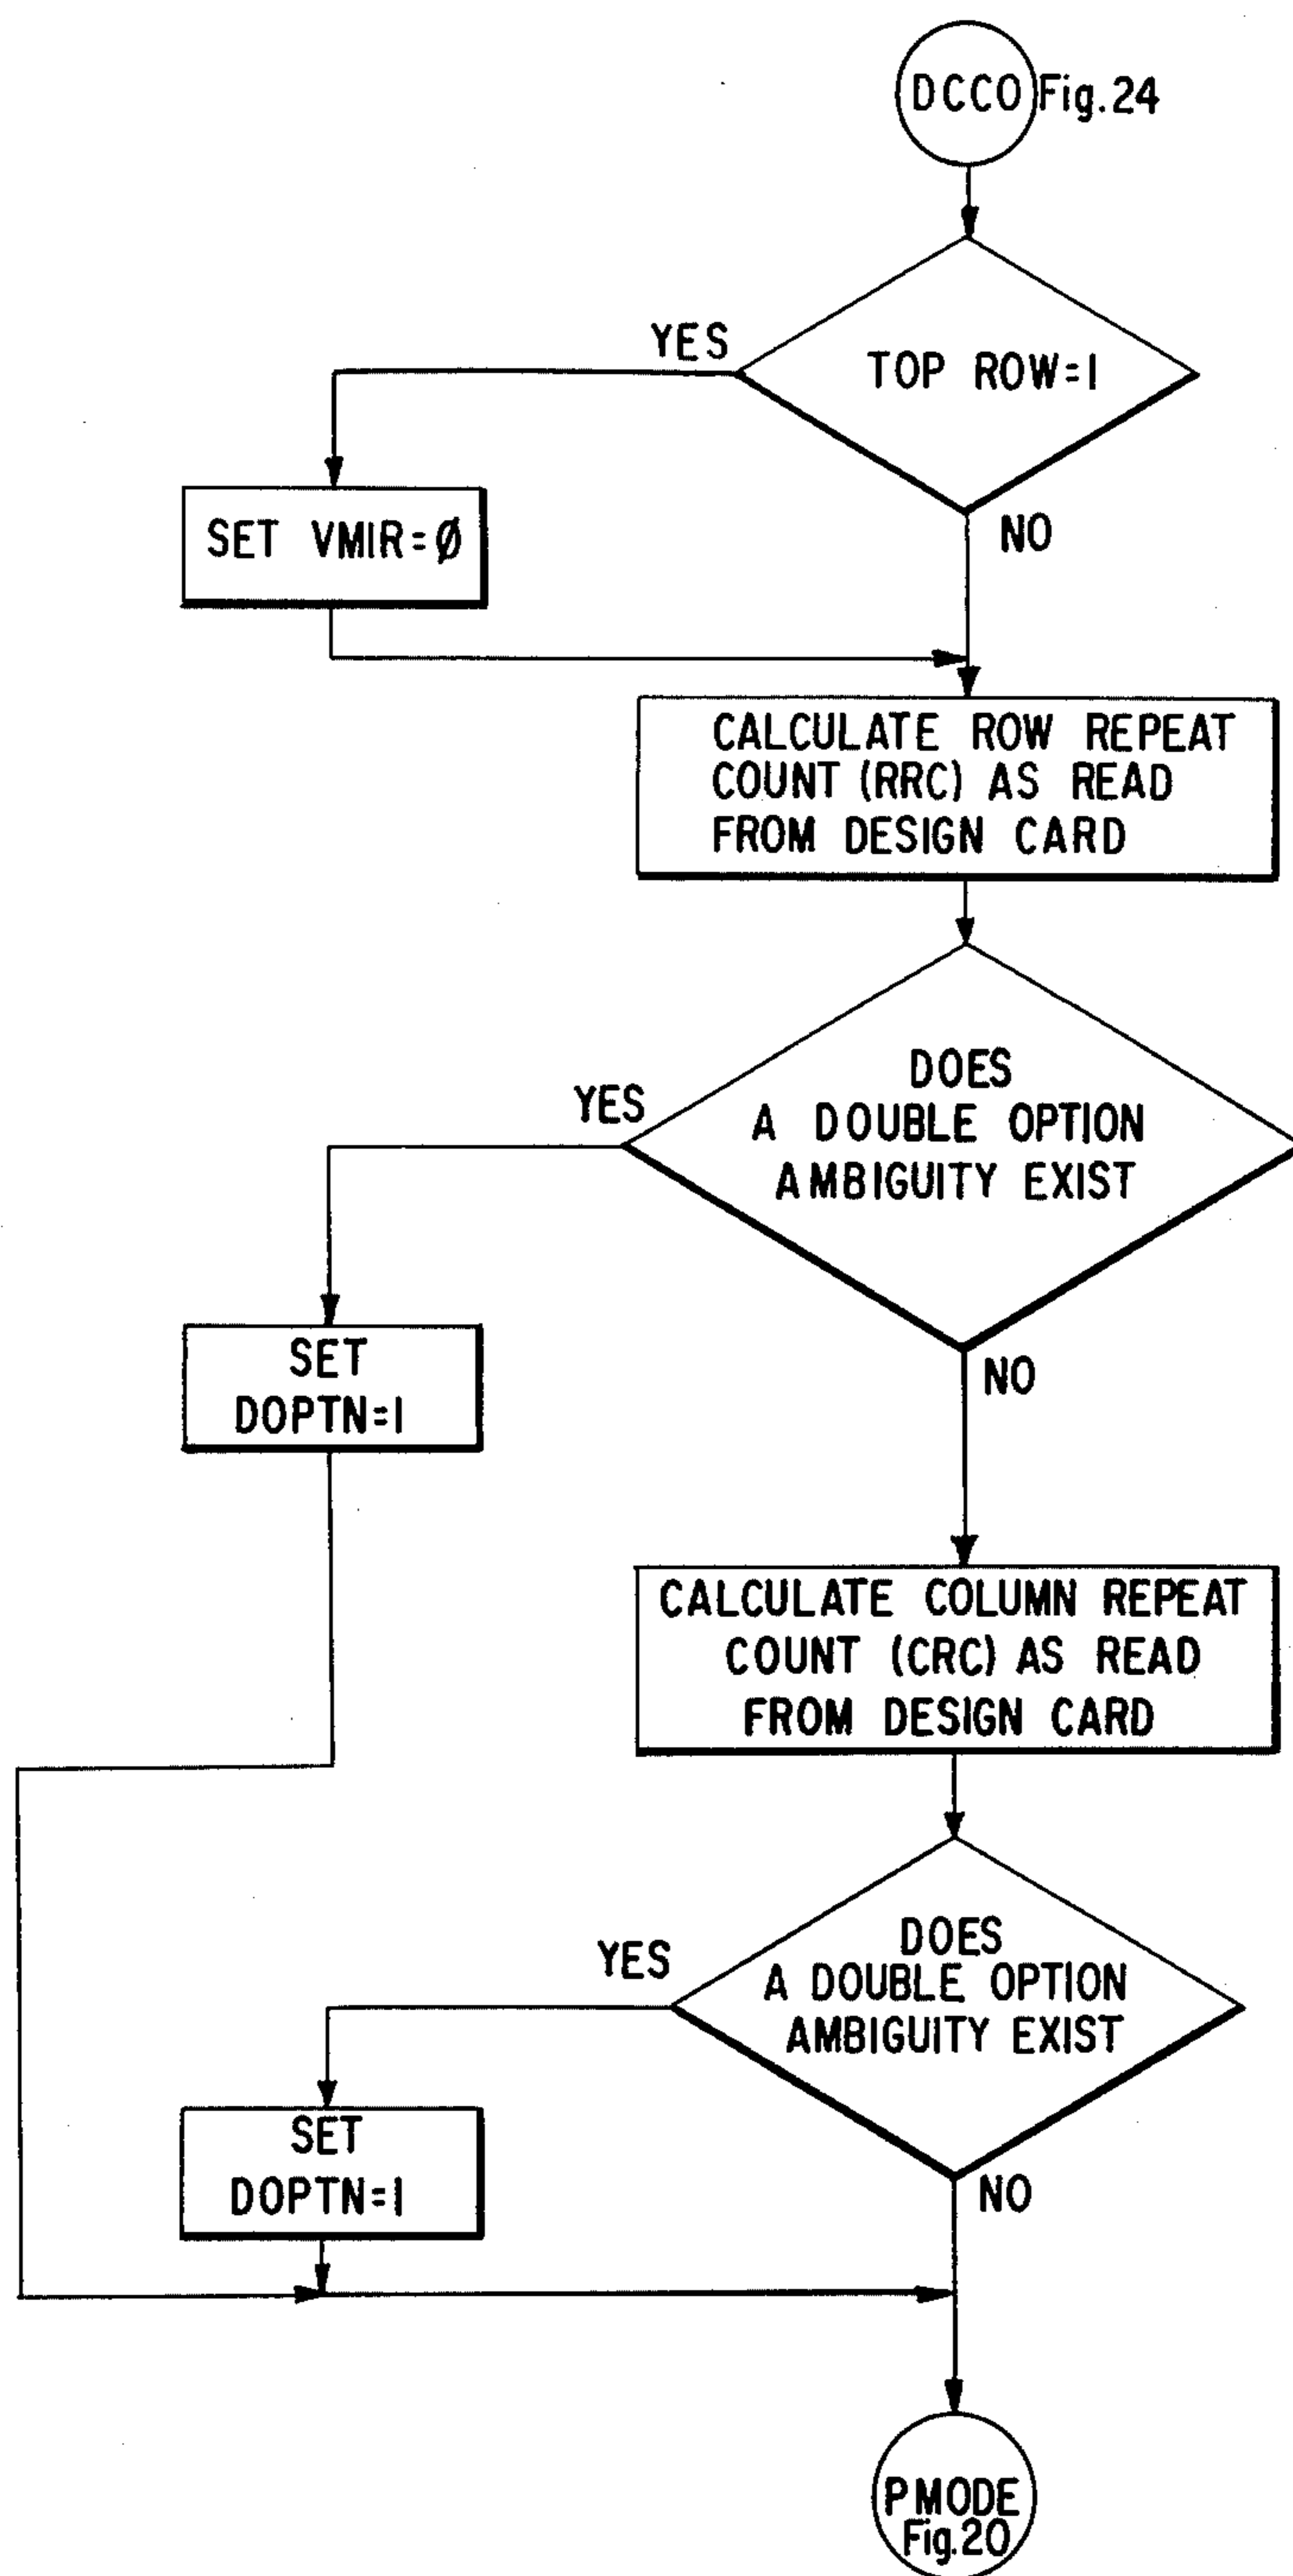 DCCO Fig.24
YES
TOP ROW=1
SET VMIR=Ø
NO
CALCULATE ROW REPEAT
COUNT (RRC) AS READ
FROM DESIGN CARD
DOES
YES
A DOUBLE OPTION
AMBIGUITY EXIST
SET
DOPTN=1
NO
CALCULATE COLUMN REPEAT
COUNT (CRC) AS READ
FROM DESIGN CARD
DOES
YES
A DOUBLE OPTION
AMBIGUITY EXIST
SET
DOPTN=1
NO
PMODE
Fig.20